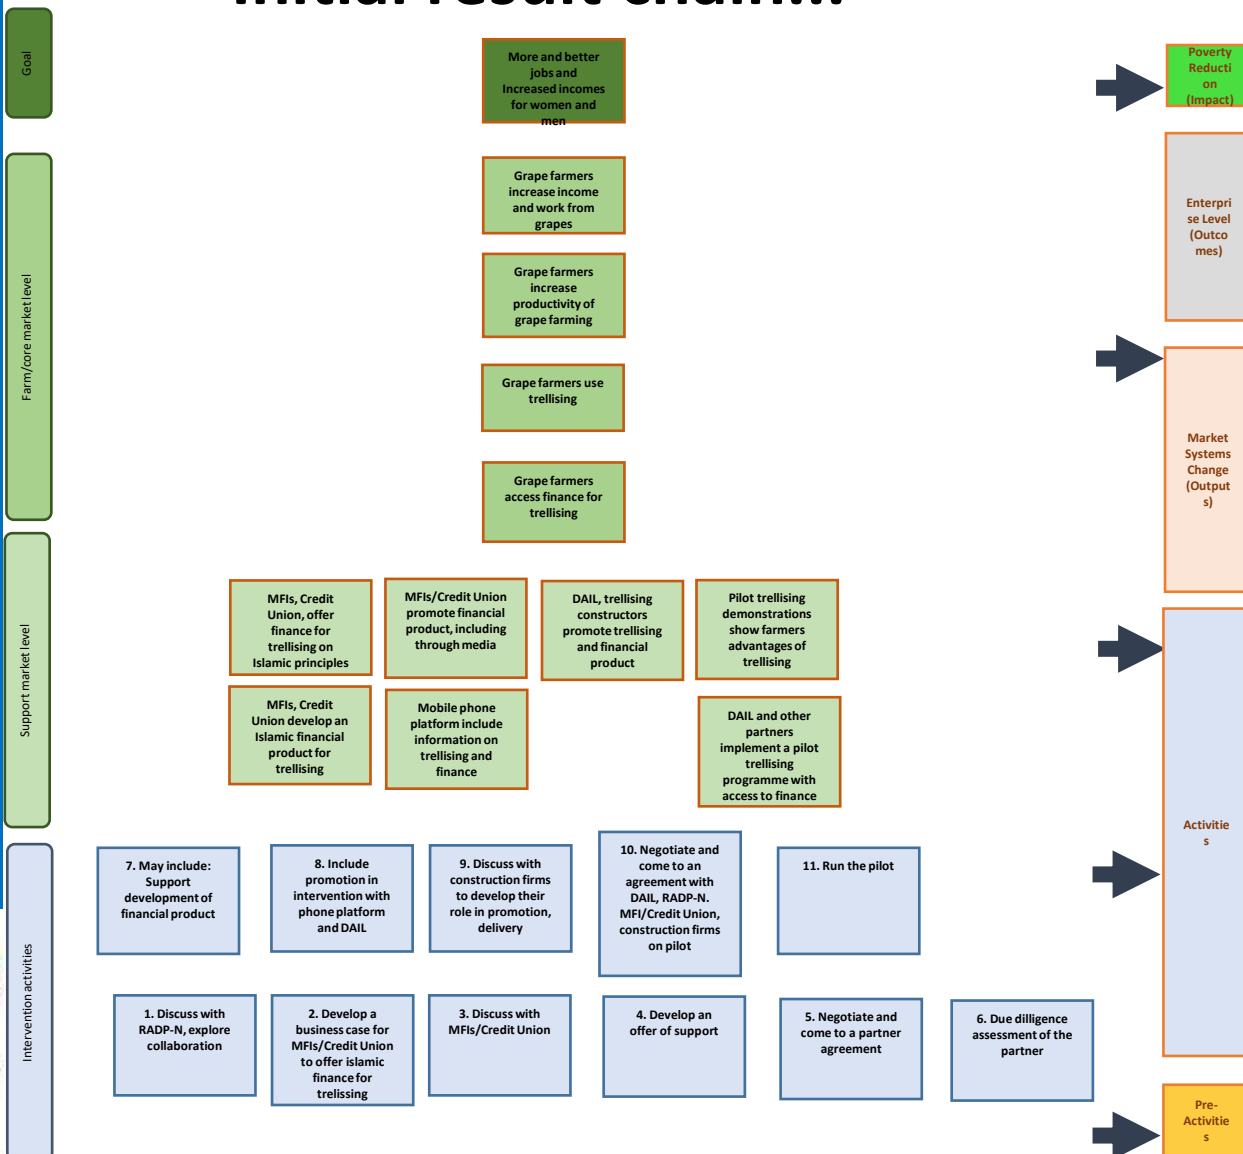 Initial result chain...
Goal
More and better
jobs and
Increased incomes
for women and
men
Poverty
Reducti
on
(Impact)
Farm/core market level
Grape farmers
increase income
and work from
grapes
Grape farmers
increase
productivity of
grape farming
Grape farmers use
trellising
Grape farmers
access finance for
trellising
Enterpri
se Level
(Outco
mes)
Market
Systems
Change
(Output
s)
Support market level
MFIs, Credit
Union, offer
finance for
trellising on
Islamic principles
MFIs/Credit Union
promote financial
product, including
through media
DAIL, trellising
constructors
promote trellising
and financial
product
Pilot trellising
demonstrations
show farmers
advantages of
trellising
MFIs, Credit
Union develop an
Islamic financial
product for
trellising
Mobile phone
platform include
information on
trellising and
finance
DAIL and other
partners
implement a pilot
trellising
programme with
access to finance
Activitie
s
Intervention activities
7. May include:
Support
development of
financial product
8. Include
promotion in
intervention with
phone platform
and DAIL
9. Discuss with
construction firms
to develop their
role in promotion,
delivery
10. Negotiate and
come to an
agreement with
DAIL, RADP-N.
MFI/Credit Union,
construction firms
on pilot
11. Run the pilot
1. Discuss with
RADP-N, explore
collaboration
2. Develop a
business case for
MFIs/Credit Union
to offer islamic
finance for
trelissing
3. Discuss with
MFIs/Credit Union
4. Develop an
offer of support
5. Negotiate and
come to a partner
agreement
6. Due dilligence
assessment of the
partner
Pre-
Activitie
s